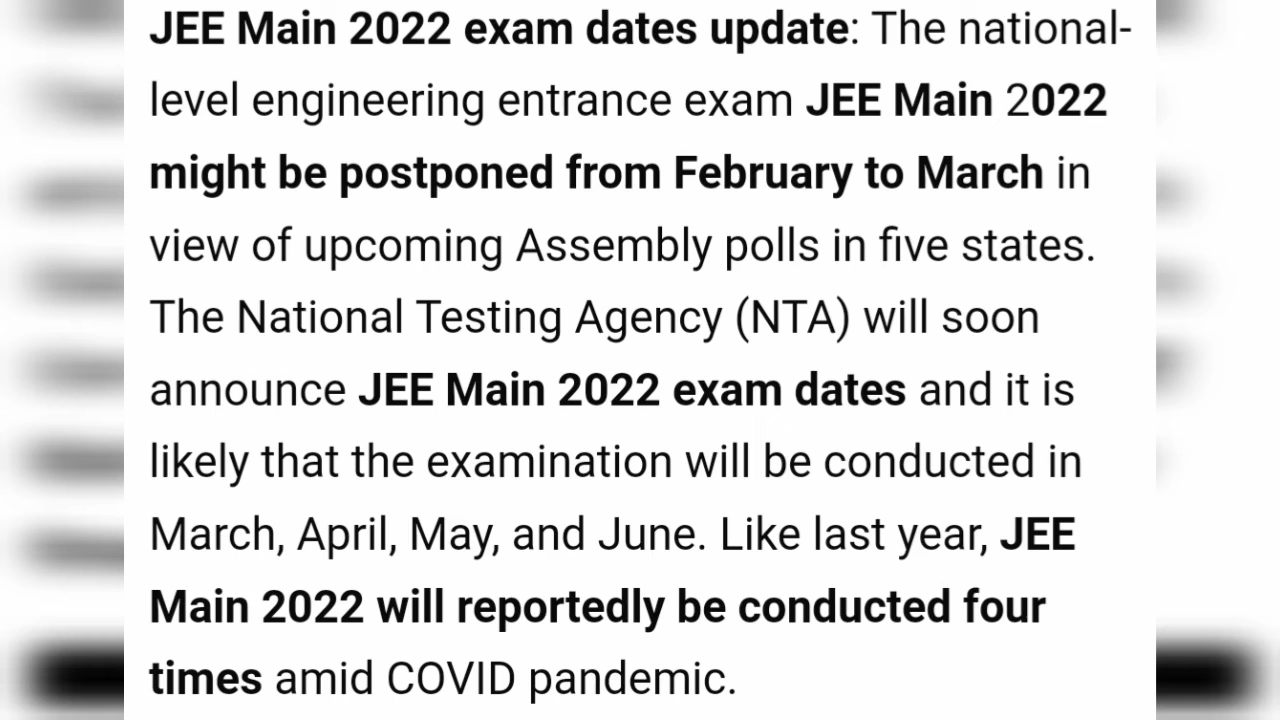 JEE Main 2022 exam dates update: The national-
level engineering entrance exam JEE Main 2022
might be postponed from February to March in
view of upcoming Assembly polls in five states.
The National Testing Agency (NTA) will soon
announce JEE Main 2022 exam dates and it is
likely that the examination will be conducted in
March, April, May, and June. Like last year, JEE
Main 2022 will reportedly be conducted four
times amid COVID pandemic.